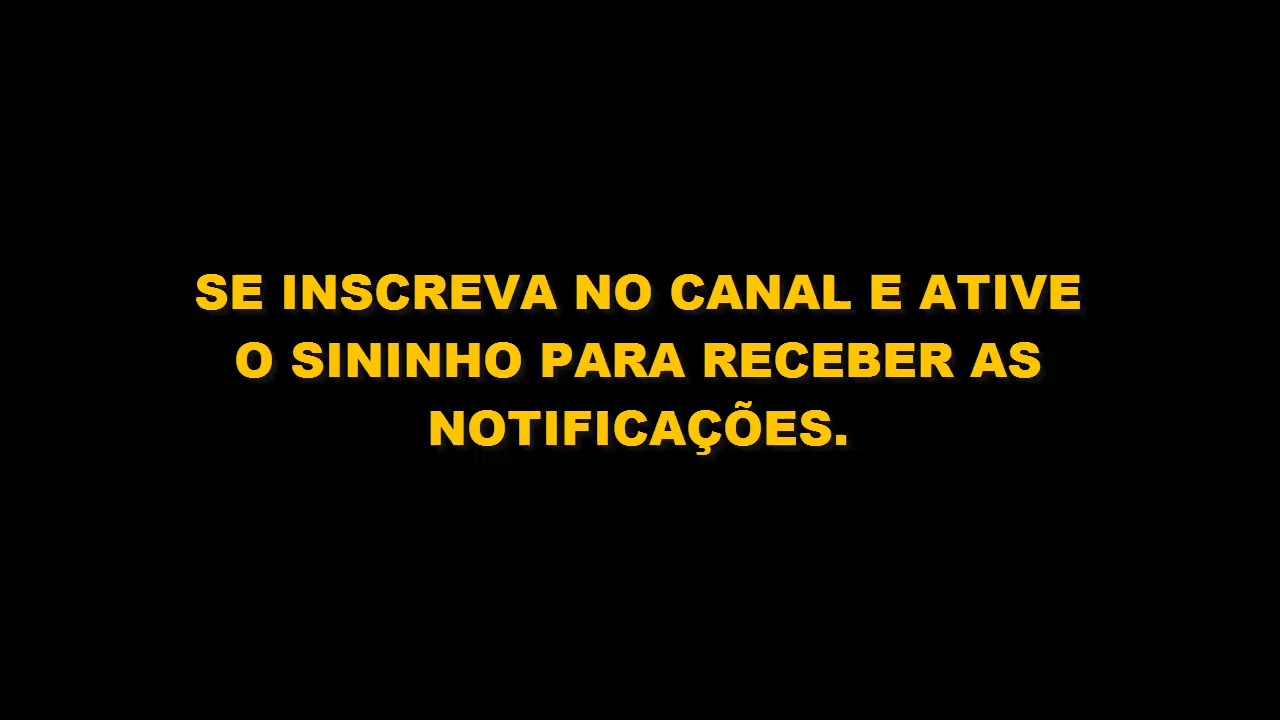 SE INSCREVA NO CANAL E ATIVE
O SININHO PARA RECEBER AS
NOTIFICAÇÕES.